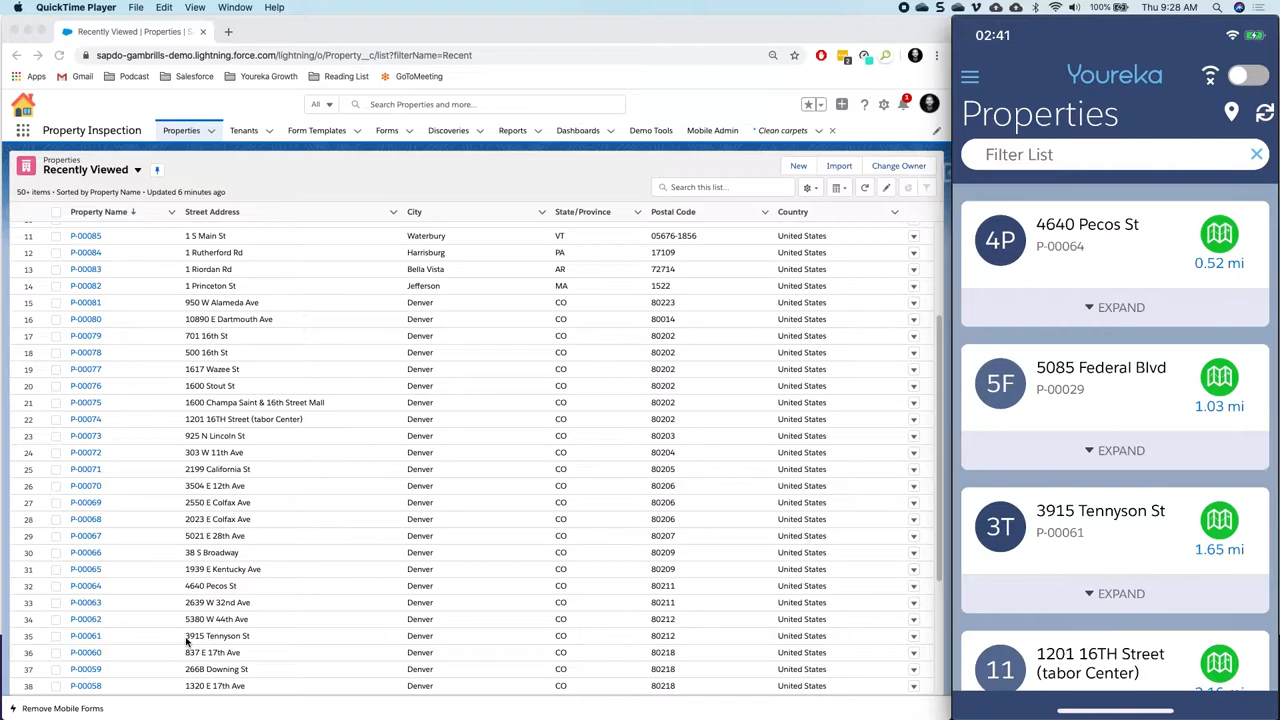 QuickTime Player File Edit View Window Help 100% Thu 9:28 AM
Recently Viewed | Properties | S
sapdo-gambrills-demo.lightning.force.com/lightning/o/Property__c/list?filterName=Recent
Apps Gmail Podcast Salesforce Youreka Growth Reading List GoToMeeting
All Search Properties and more...
Property Inspection Properties Tenants Form Templates Forms Discoveries Reports Dashboards Demo Tools Mobile Admin * Clean carpets
Properties
Recently Viewed
New Import Change Owner
50+ items • Sorted by Property Name • Updated 6 minutes ago
Search this list...
Property Name Street Address City State/Province Postal Code Country
11 P-00085 1 S Main St Waterbury VT 05676-1856 United States
12 P-00084 1 Rutherford Rd Harrisburg PA 17109 United States
13 P-00083 1 Riordan Rd Bella Vista AR 72714 United States
14 P-00082 1 Princeton St Jefferson MA 1522 United States
15 P-00081 950 W Alameda Ave Denver CO 80223 United States
16 P-00080 10890 E Dartmouth Ave Denver CO 80014 United States
17 P-00079 701 16th St Denver CO 80202 United States
18 P-00078 500 16th St Denver CO 80202 United States
19 P-00077 1617 Wazee St Denver CO 80202 United States
20 P-00076 1600 Stout St Denver CO 80202 United States
21 P-00075 1600 Champa Saint & 16th Street Mall Denver CO 80202 United States
22 P-00074 1201 16TH Street (tabor Center) Denver CO 80202 United States
23 P-00073 925 N Lincoln St Denver CO 80203 United States
24 P-00072 303 W 11th Ave Denver CO 80204 United States
25 P-00071 2199 California St Denver CO 80205 United States
26 P-00070 3504 E 12th Ave Denver CO 80206 United States
27 P-00069 2550 E Colfax Ave Denver CO 80206 United States
28 P-00068 2023 E Colfax Ave Denver CO 80206 United States
29 P-00067 5021 E 28th Ave Denver CO 80207 United States
30 P-00066 38 S Broadway Denver CO 80209 United States
31 P-00065 1939 E Kentucky Ave Denver CO 80209 United States
32 P-00064 4640 Pecos St Denver CO 80211 United States
33 P-00063 2639 W 32nd Ave Denver CO 80211 United States
34 P-00062 5380 W 44th Ave Denver CO 80212 United States
35 P-00061 3915 Tennyson St Denver CO 80212 United States
36 P-00060 837 E 17th Ave Denver CO 80218 United States
37 P-00059 2668 Downing St Denver CO 80218 United States
38 P-00058 1320 E 17th Ave Denver CO 80218 United States
Remove Mobile Forms
02:41
Youreka
Properties
Filter List
4P 4640 Pecos St
P-00064
0.52 mi
EXPAND
5F 5085 Federal Blvd
P-00029
1.03 mi
EXPAND
3T 3915 Tennyson St
P-00061
1.65 mi
EXPAND
11 1201 16TH Street
(tabor Center)